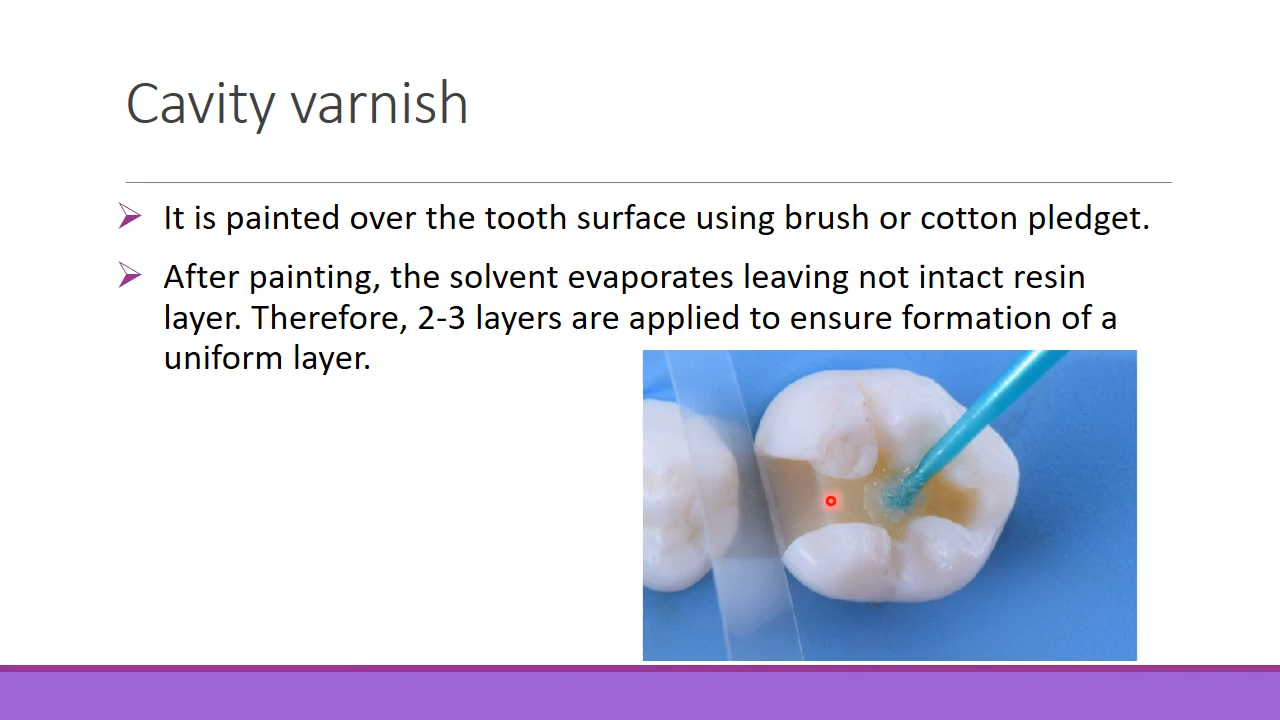 Cavity varnish
It is painted over the tooth surface using brush or cotton pledget.
After painting, the solvent evaporates leaving not intact resin
layer. Therefore, 2-3 layers are applied to ensure formation of a
uniform layer.